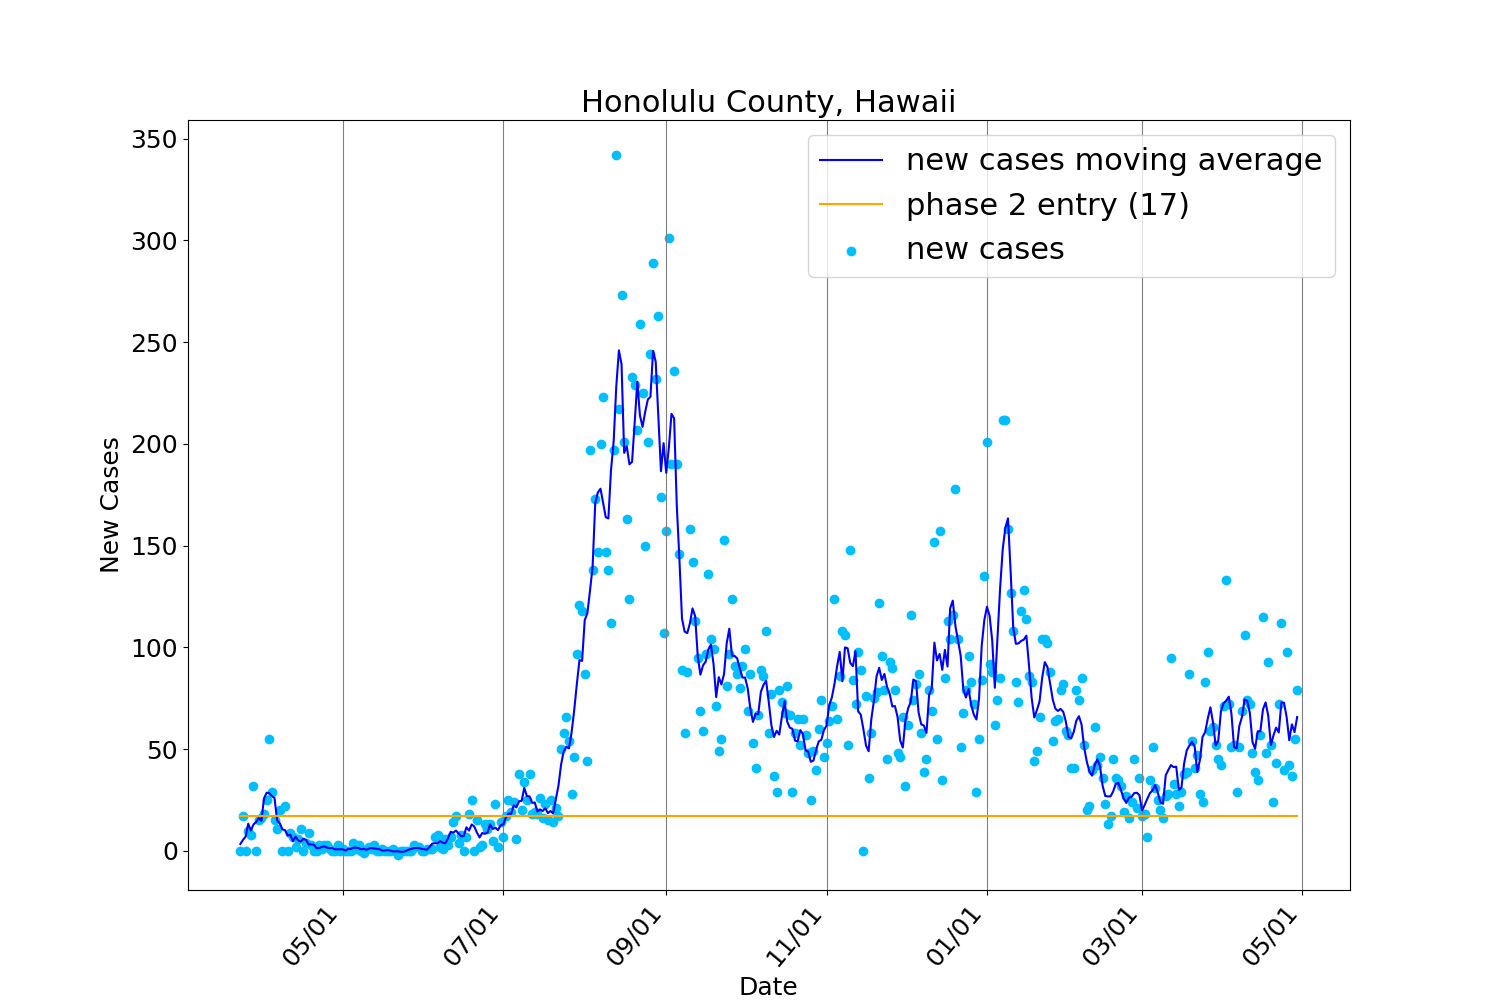 Honolulu County, Hawaii
350
300
250
200
150
100
50
0
New Cases
new cases moving average
phase 2 entry (17)
new cases
05/01
07/01
09/01
11/01
01/01
03/01
05/01
Date